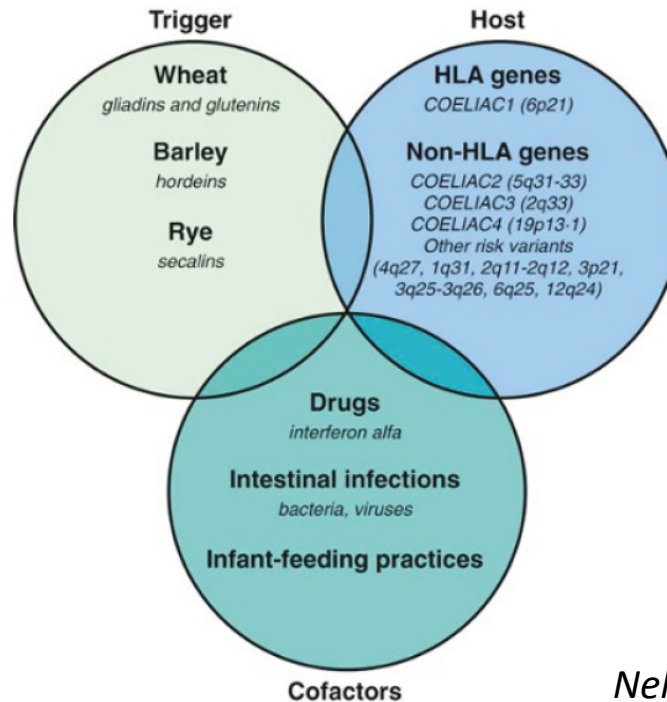 Trigger
Host
Wheat
gliadins and glutenins
Barley
hordeins
Rye
secalins
HLA genes
COELIAC1 (6p21)
Non-HLA genes
COELIAC2 (5q31-33)
COELIAC3 (2q33)
COELIAC4 (19p13·1)
Other risk variants
(4q27, 1q31, 2q11-2q12, 3p21,
3q25-3q26, 6q25, 12q24)
Drugs
interferon alfa
Intestinal infections
bacteria, viruses
Infant-feeding practices
Cofactors